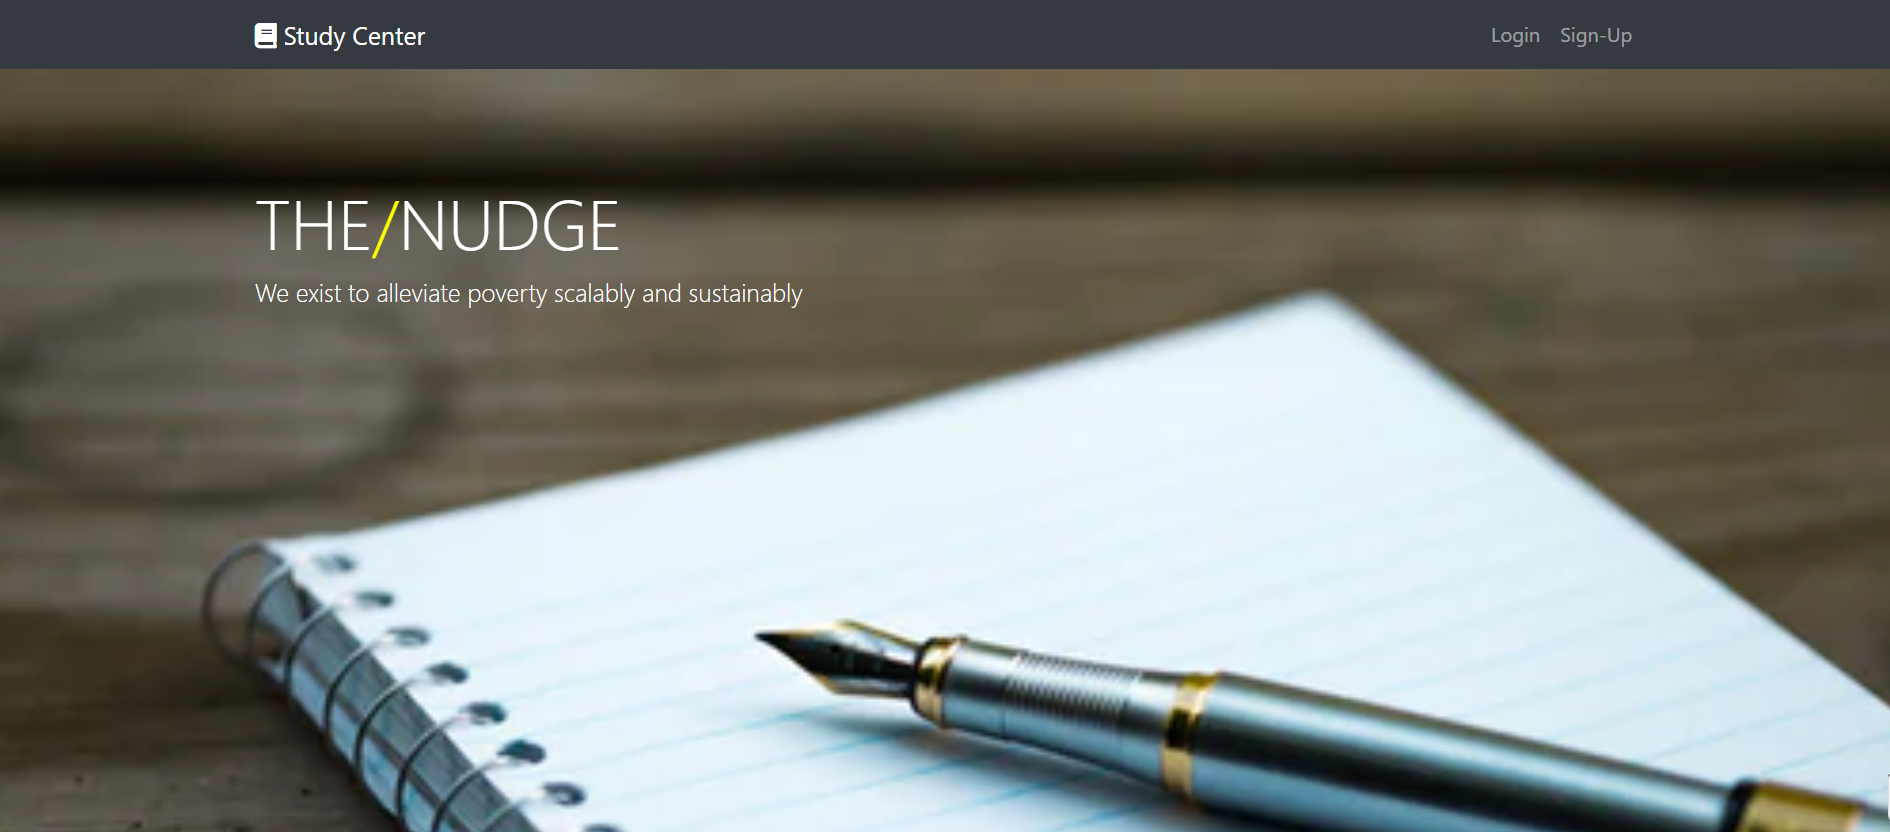 Study Center
Login Sign-Up
THE/NUDGE
We exist to alleviate poverty scalably and sustainably